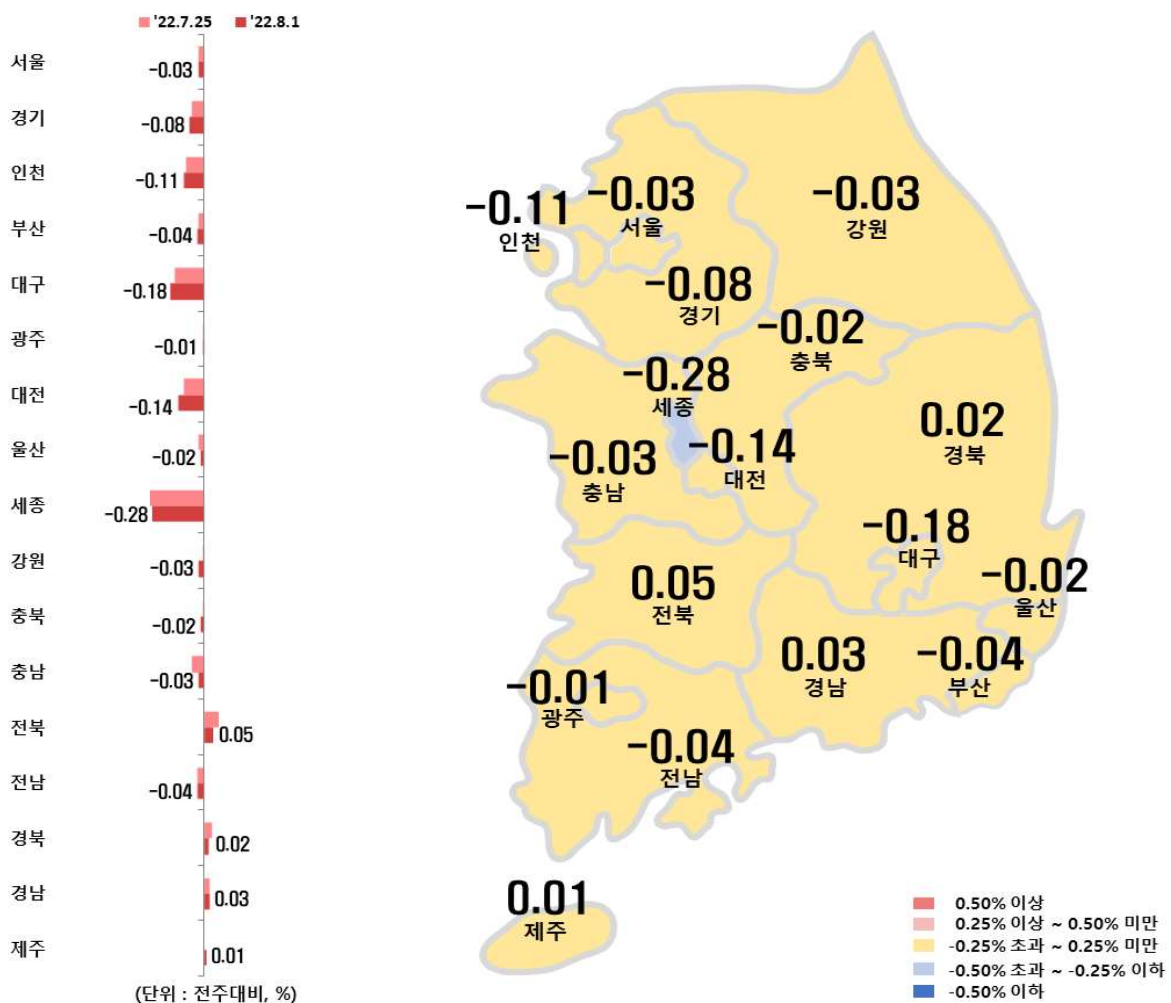 '22.7.25 '22.8.1
서울 -0.03
경기 -0.08
인천 -0.11
부산 -0.04
대구 -0.18
광주 -0.01
대전 -0.14
울산 -0.02
세종 -0.28
강원 -0.03
충북 -0.02
충남 -0.03
전북 0.05
전남 -0.04
경북 0.02
경남 0.03
제주 0.01
(단위 : 전주대비, %)
-0.11
인천
-0.03
서울
-0.03
강원
-0.08
경기
-0.02
충북
-0.28
세종
-0.03
충남
-0.14
대전
0.02
경북
-0.18
대구
-0.02
울산
0.05
전북
0.03
경남
-0.04
부산
-0.01
광주
-0.04
전남
0.01
제주
0.50% 이상
0.25% 이상 ~ 0.50% 미만
-0.25% 초과 ~ 0.25% 미만
-0.50% 초과 ~ -0.25% 이하
-0.50% 이하